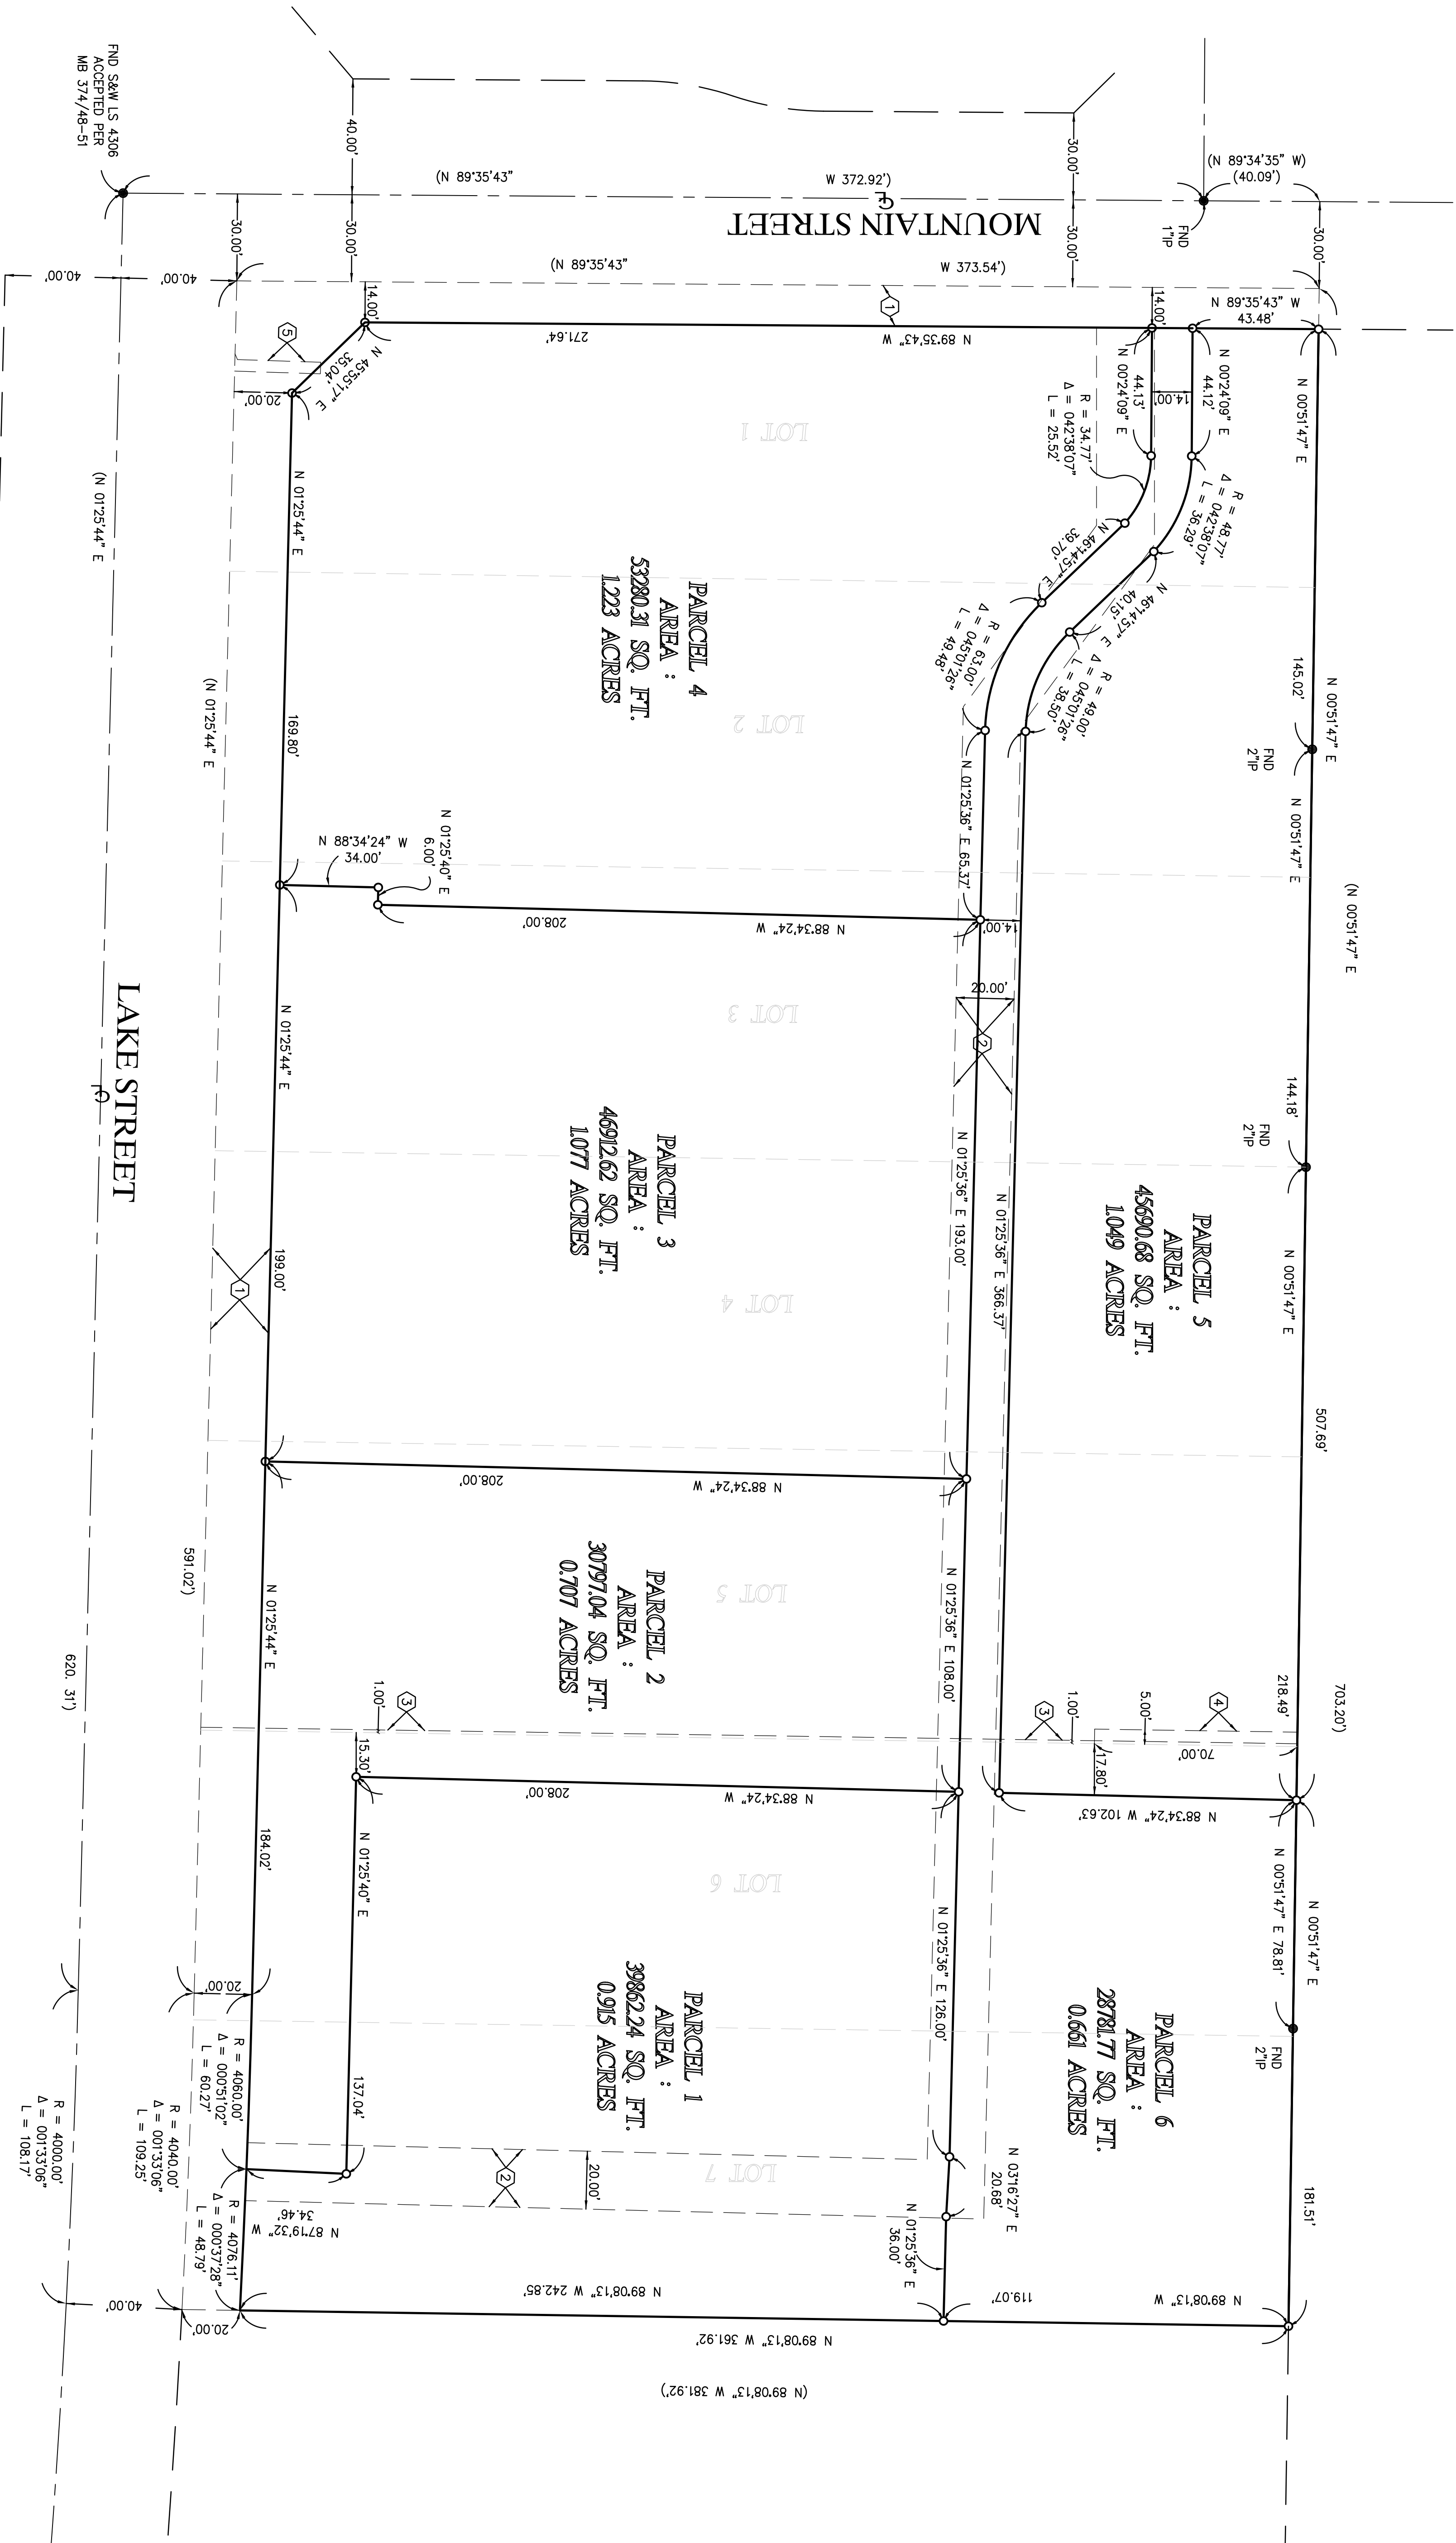 FND S&W LS 4306
ACCEPTED PER
MB 374/48-51
MOUNTAIN STREET
(N 89°35'43"
W 372.92')
(N 89°34'35" W)
(40.09')
FND
1"IP
40.00'
30.00'
30.00'
30.00'
30.00'
30.00'
40.00'
40.00'
(N 89°35'43"
W 373.54')
14.00'
14.00'
1
N 89°35'43" W
43.48'
271.64'
N 89°35'43" W
5
N 45°55'17" E
35.04'
20.00'
N 00°24'09" E
44.13'
14.00'
N 00°24'09" E
44.12'
R = 34.77'
Δ = 042°38'07"
L = 25.52'
R = 48.77'
Δ = 042°38'07"
L = 36.29'
N 46°14'57" E
39.70'
N 46°14'57" E
40.15'
R = 63.00'
Δ = 045°01'26"
L = 49.48'
R = 49.00'
Δ = 045°01'26"
L = 38.50'
N 00°51'47" E
145.02'
N 00°51'47" E
FND
2"IP
N 00°51'47" E
(N 00°51'47" E
144.18'
FND
2"IP
N 00°51'47" E
507.69'
218.49'
703.20')
LOT 1
PARCEL 4
AREA :
53280.31 SQ. FT.
1.223 ACRES
LOT 2
N 01°25'44" E
169.80'
(N 01°25'44" E
(N 01°25'44" E
N 88°34'24" W
34.00'
N 01°25'40" E
6.00'
208.00'
N 88°34'24" W
N 01°25'36" E 65.37'
14.00'
20.00'
2
LOT 3
PARCEL 3
AREA :
46912.62 SQ. FT.
1.077 ACRES
LOT 4
N 01°25'44" E
199.00'
1
LAKE STREET
N 01°25'36" E 193.00'
N 01°25'36" E 366.37'
PARCEL 5
AREA :
45690.68 SQ. FT.
1.049 ACRES
208.00'
N 88°34'24" W
LOT 5
PARCEL 2
AREA :
30797.04 SQ. FT.
0.707 ACRES
N 01°25'44" E
591.02')
620. 31')
184.02'
N 01°25'36" E 108.00'
1.00'
3
15.30'
3
1.00'
5.00'
4
70.00'
17.80'
N 88°34'24" W 102.63'
208.00'
N 88°34'24" W
N 01°25'40" E
137.04'
LOT 6
PARCEL 1
AREA :
39862.24 SQ. FT.
0.915 ACRES
LOT 7
N 01°25'36" E 126.00'
PARCEL 6
AREA :
28781.77 SQ. FT.
0.661 ACRES
N 00°51'47" E 78.81'
N 00°51'47" E
FND
2"IP
181.51'
20.00'
R = 4060.00'
Δ = 000°51'02"
L = 60.27'
R = 4040.00'
Δ = 001°33'06"
L = 109.25'
R = 4000.00'
Δ = 001°33'06"
L = 108.17'
R = 4076.11'
Δ = 000°37'28"
L = 48.79'
34.46'
N 87°19'32" W
2
20.00'
N 03°16'27" E
20.68'
N 01°25'36" E
36.00'
N 89°08'13" W 242.85'
119.07'
N 89°08'13" W
N 89°08'13" W 361.92'
(N 89°08'13" W 381.92')
40.00'
20.00'